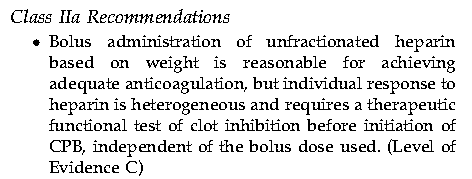 Class IIa Recommendations
• Bolus administration of unfractionated heparin
based on weight is reasonable for achieving
adequate anticoagulation, but individual response to
heparin is heterogeneous and requires a therapeutic
functional test of clot inhibition before initiation of
CPB, independent of the bolus dose used. (Level of
Evidence C)